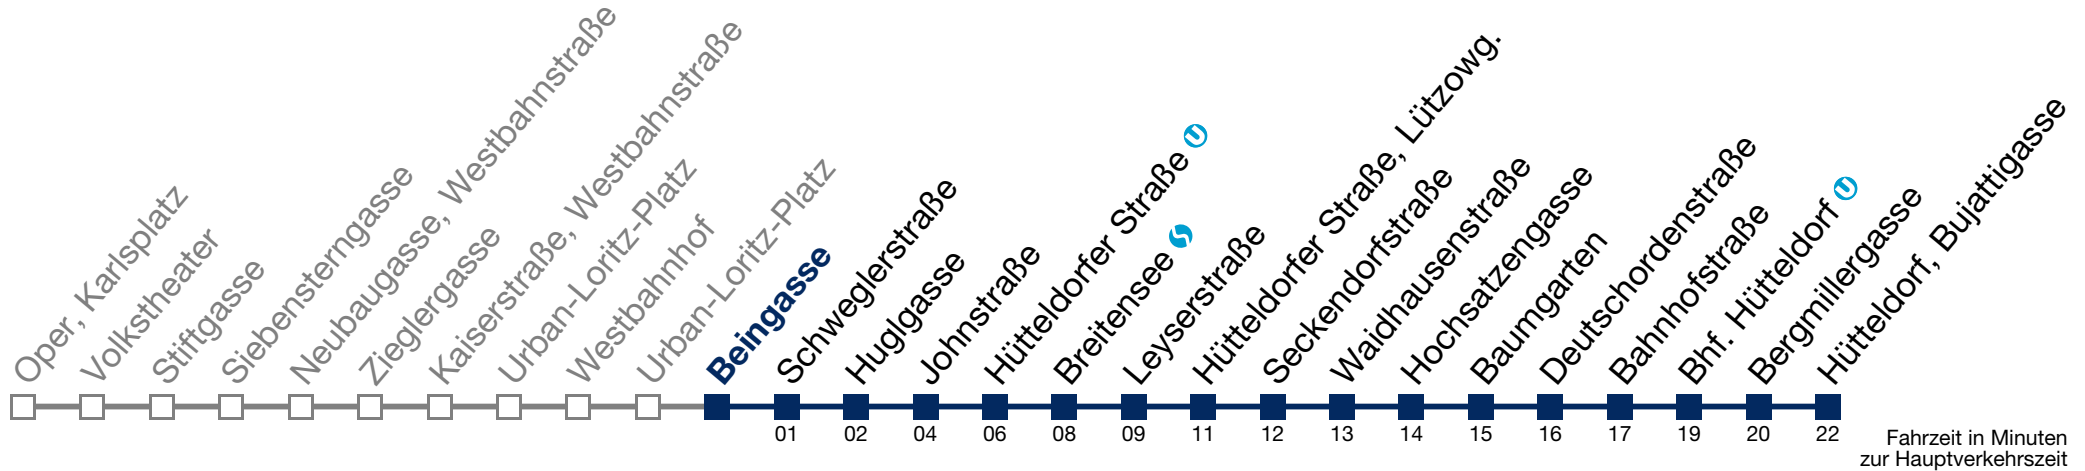 Oper, Karlsplatz
Volkstheater
Stiftgasse
Siebensterngasse
Neubaugasse, Westbahnstraße
Zieglergasse
Kaiserstraße, Westbahnstraße
Urban-Loritz-Platz
Westbahnhof
Urban-Loritz-Platz
Beingasse
Schweglerstraße
Huglgasse
Johnstraße
Hütteldorfer Straße U
Breitensee S
Leyserstraße
Hütteldorfer Straße, Lützowg.
Seckendorfstraße
Waidhausenstraße
Hochsatzengasse
Baumgarten
Deutschordenstraße
Bahnhofstraße
Bhf. Hütteldorf U
Bergmillergasse
Hütteldorf, Bujattigasse
01 02 04 06 08 09 11 12 13 14 15 16 17 19 20 22
Fahrzeit in Minuten
zur Hauptverkehrszeit